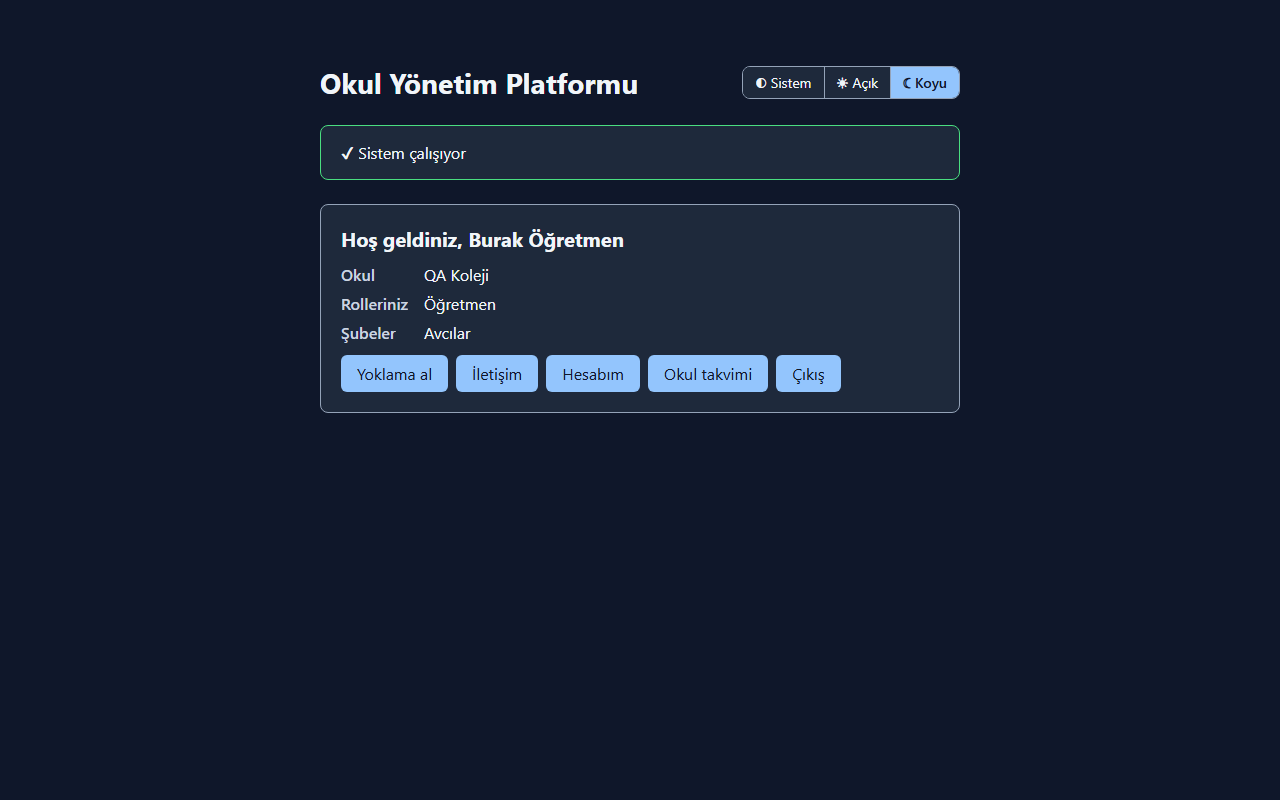 Okul Yönetim Platformu
◐ Sistem ☀ Açık ☾ Koyu
✓ Sistem çalışıyor
Hoş geldiniz, Burak Öğretmen
Okul QA Koleji
Rolleriniz Öğretmen
Şubeler Avcılar
Yoklama al İletişim Hesabım Okul takvimi Çıkış